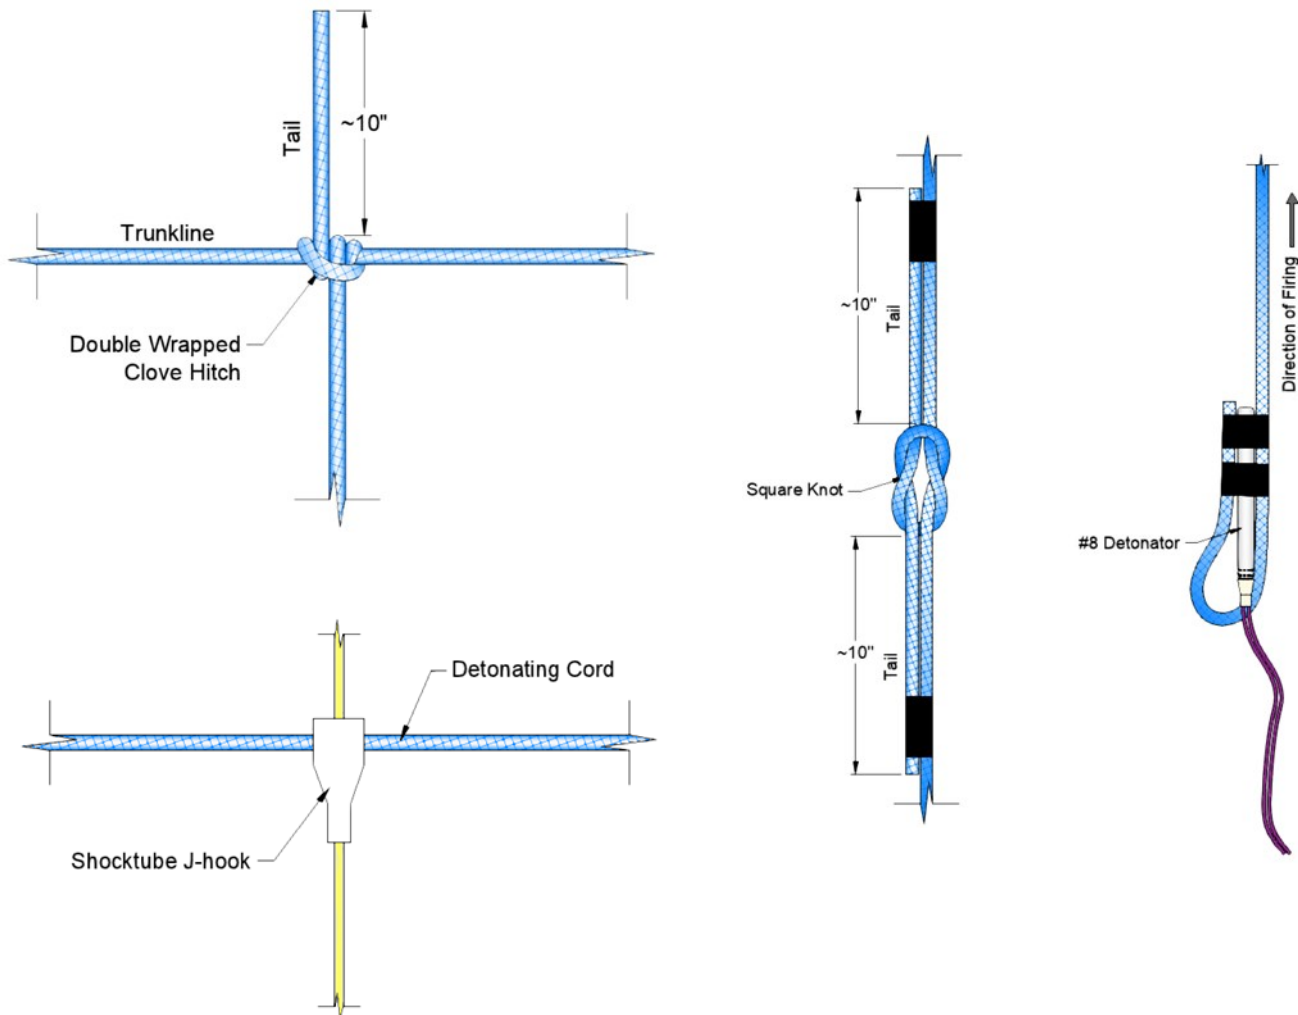 ~10"
Tail
Trunkline
Double Wrapped
Clove Hitch
Detonating Cord
Shocktube J-hook
~10"
Tail
Square Knot
~10"
Tail
Direction of Firing
#8 Detonator